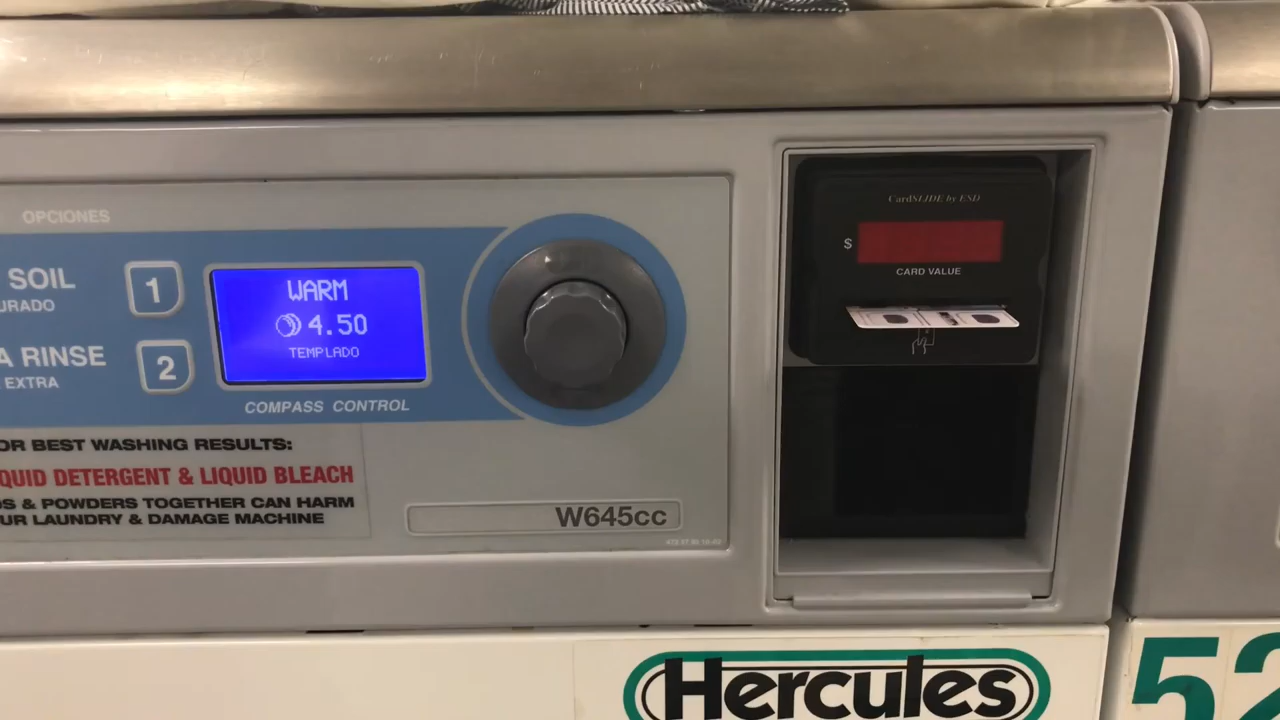 OPCIONES
SOIL
URADO
1
A RINSE
EXTRA
2
WARM
4.50
TEMPLADO
COMPASS CONTROL
OR BEST WASHING RESULTS:
QUID DETERGENT & LIQUID BLEACH
DS & POWDERS TOGETHER CAN HARM
UR LAUNDRY & DAMAGE MACHINE
W645cc
CardSLIDE by ESD
$
CARD VALUE
Hercules
52